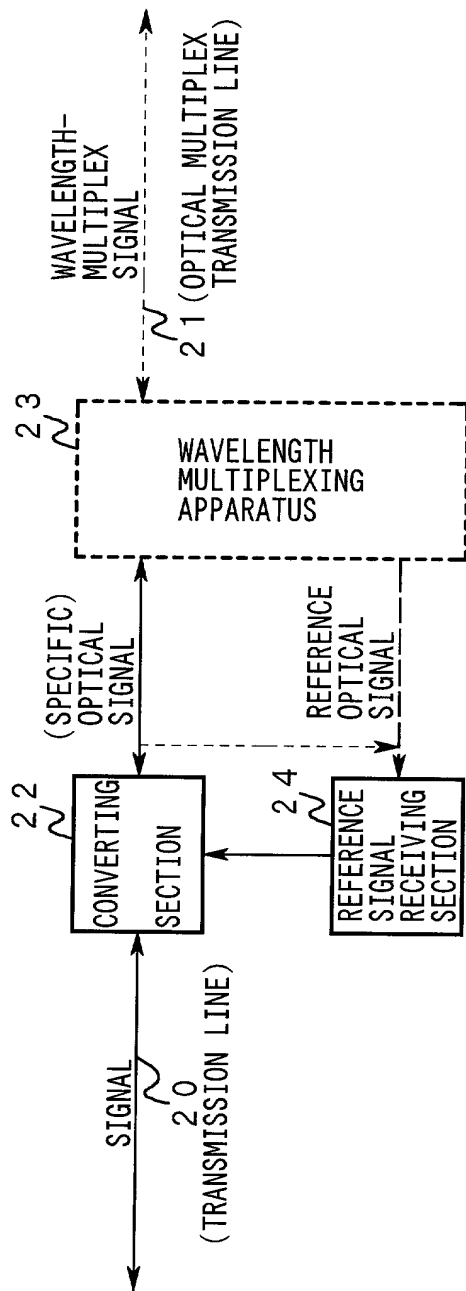 SIGNAL
20
(TRANSMISSION LINE)
22
CONVERTING
SECTION
(SPECIFIC)
OPTICAL
SIGNAL
24
REFERENCE
SIGNAL
RECEIVING
SECTION
REFERENCE
OPTICAL
SIGNAL
23
WAVELENGTH
MULTIPLEXING
APPARATUS
WAVELENGTH-
MULTIPLEX
SIGNAL
21 (OPTICAL MULTIPLEX
TRANSMISSION LINE)